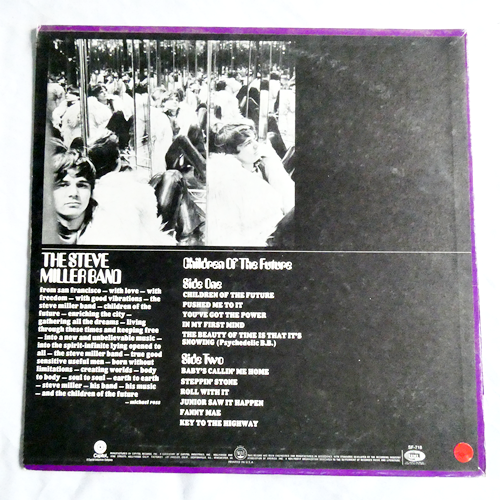 THE STEVE
MILLER BAND
from san francisco — with love — with
freedom — with good vibrations — the
steve miller band — children of the
future — enriching the city —
gathering all the dreams — living
through these times and keeping free
— into a new and unbelievable music —
into the spirit-infinite lying opened to
all — the steve miller band — true good
sensitive useful men — born without
limitations — creating worlds — body
to body — soul to soul — earth to earth
— steve miller — his band — his music
— and the children of the future
— michael ross
Children Of The Future
Side One
CHILDREN OF THE FUTURE
PUSHED ME TO IT
YOU'VE GOT THE POWER
IN MY FIRST MIND
THE BEAUTY OF TIME IS THAT IT'S
SNOWING (Psychedelic B.B.)
Side Two
BABY'S CALLIN' ME HOME
STEPPIN' STONE
ROLL WITH IT
JUNIOR SAW IT HAPPEN
FANNY MAE
KEY TO THE HIGHWAY
Capitol
SF-718
PRINTED IN U.S.A.